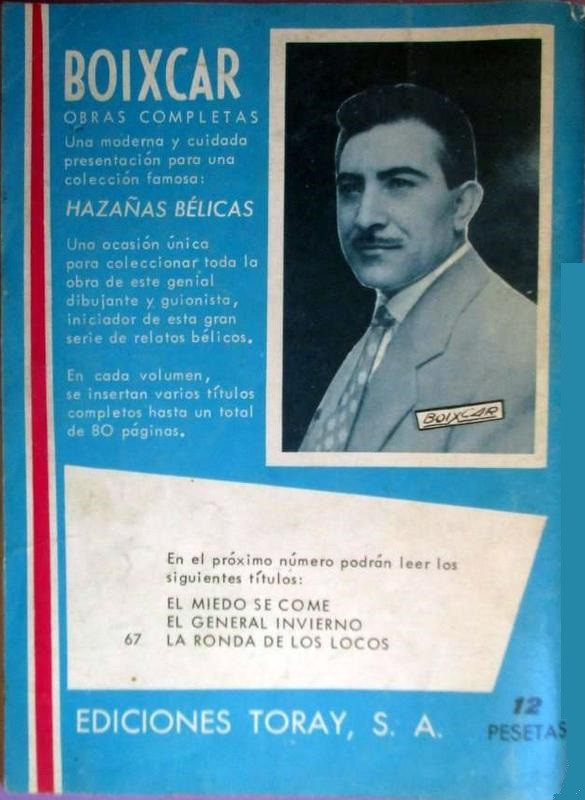 BOIXCAR
OBRAS COMPLETAS
Una moderna y cuidada
presentación para una
colección famosa:
HAZAÑAS BÉLICAS
Una ocasión única
para coleccionar toda la
obra de este genial
dibujante y guionista,
iniciador de esta gran
serie de relatos bélicos.
En cada volumen,
se insertan varios títulos
completos hasta un total
de 80 páginas.
BOIXCAR
En el próximo número podrán leer los
siguientes títulos:
EL MIEDO SE COME
EL GENERAL INVIERNO
67 LA RONDA DE LOS LOCOS
EDICIONES TORAY, S. A.
12
PESETAS